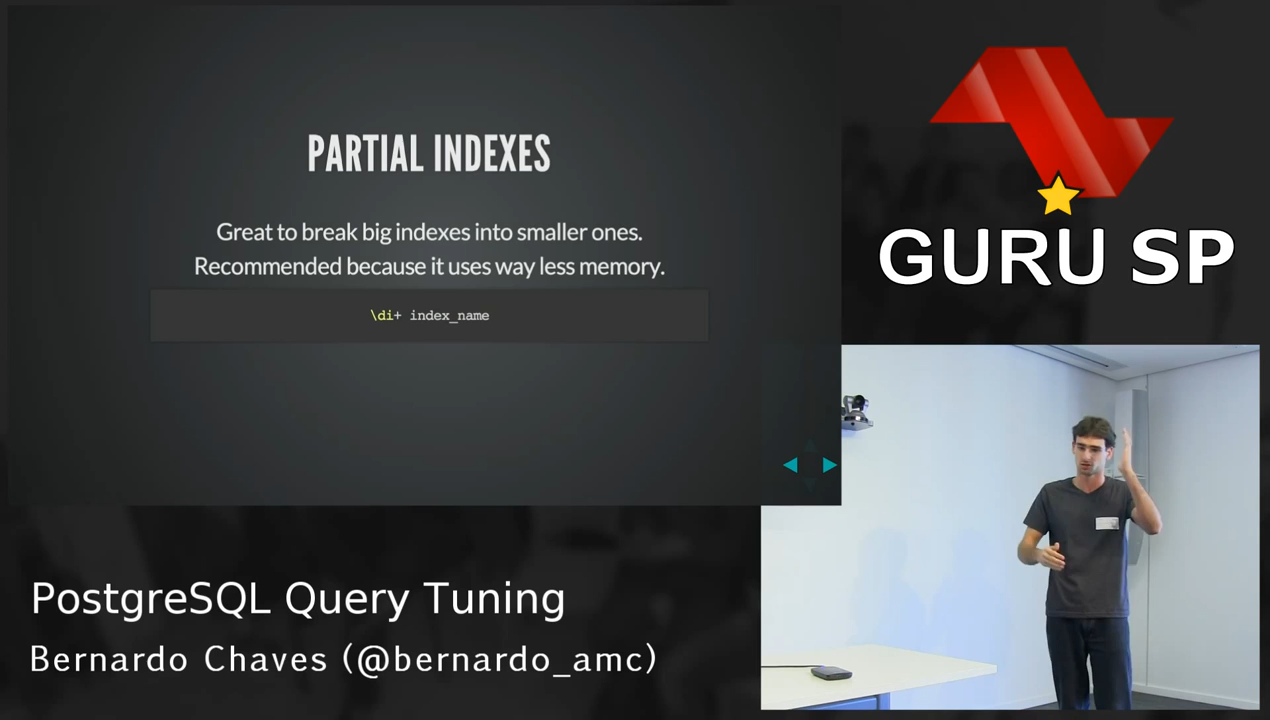 PARTIAL INDEXES
Great to break big indexes into smaller ones.
Recommended because it uses way less memory.
\di+ index_name
GURU SP
PostgreSQL Query Tuning
Bernardo Chaves (@bernardo_amc)